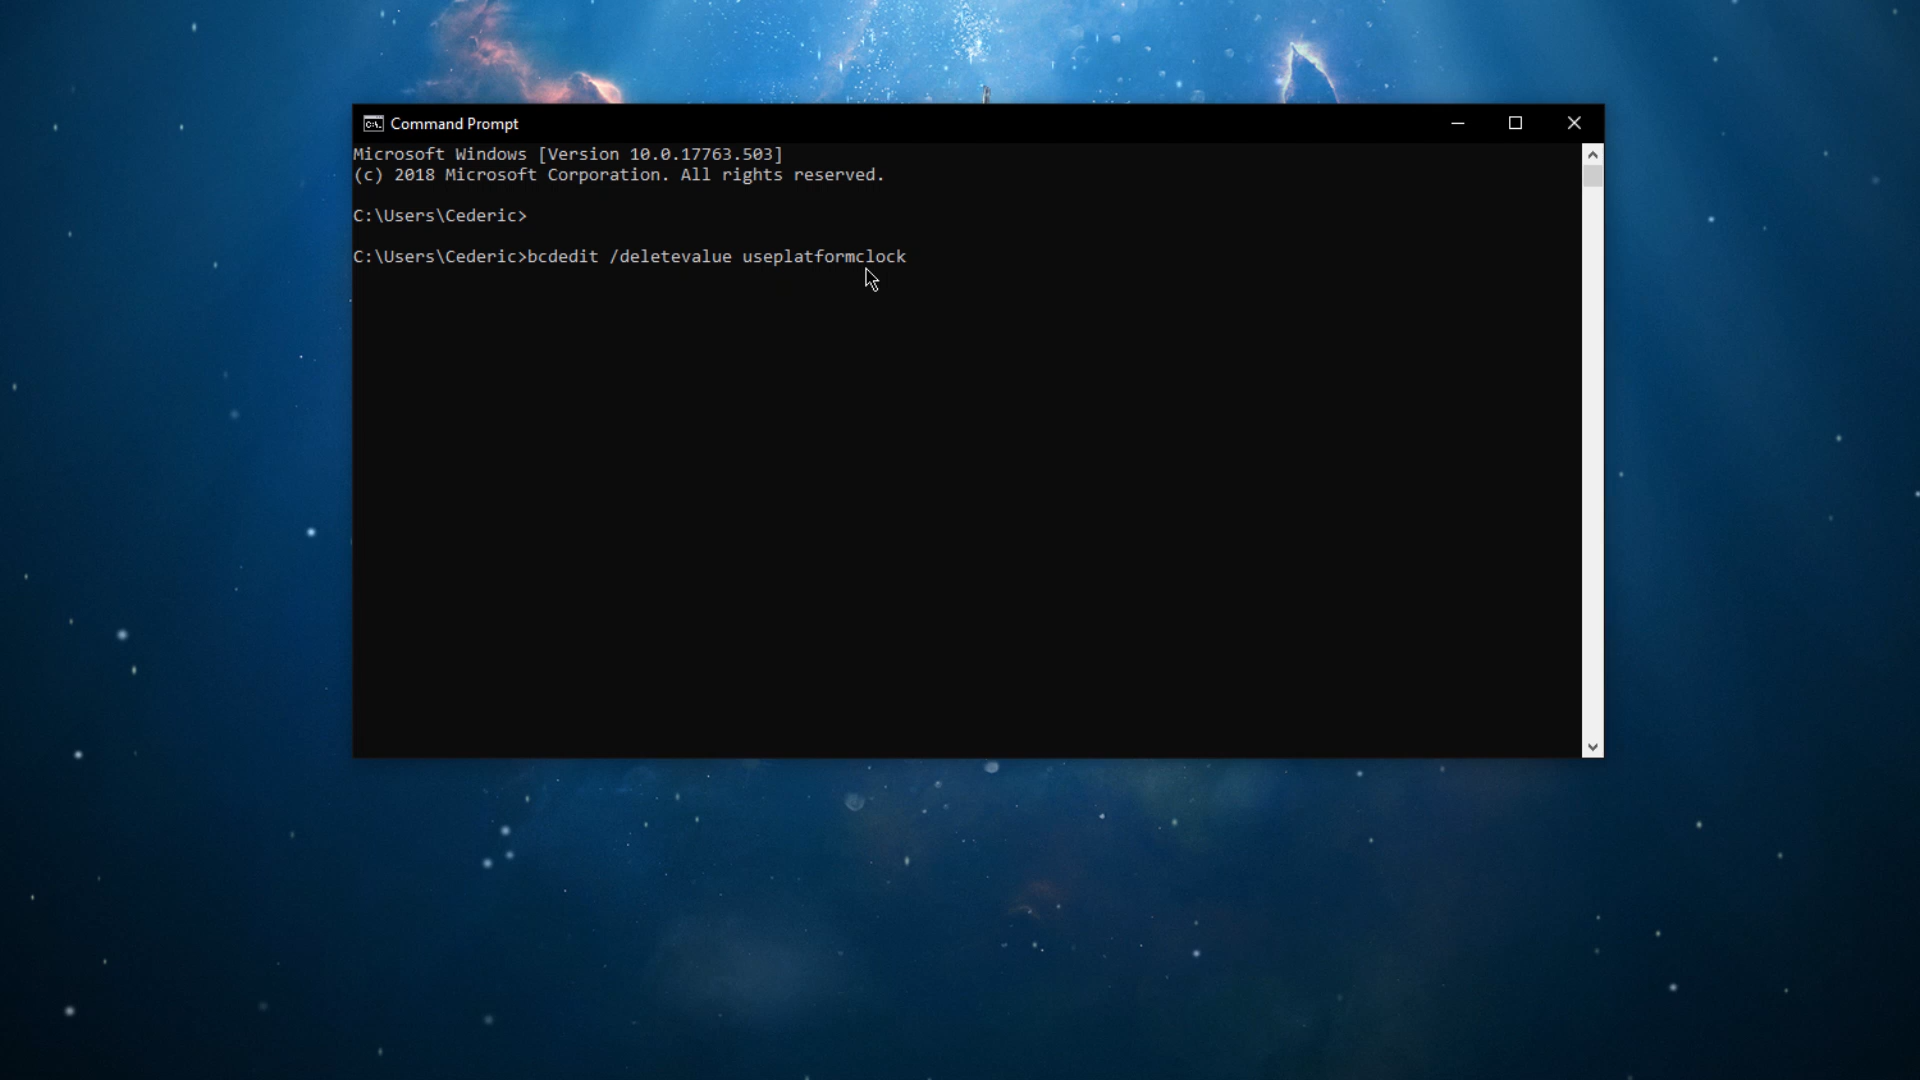 Command Prompt
Microsoft Windows [Version 10.0.17763.503]
(c) 2018 Microsoft Corporation. All rights reserved.
C:\Users\Cederic>
C:\Users\Cederic>bcdedit /deletevalue useplatformclock